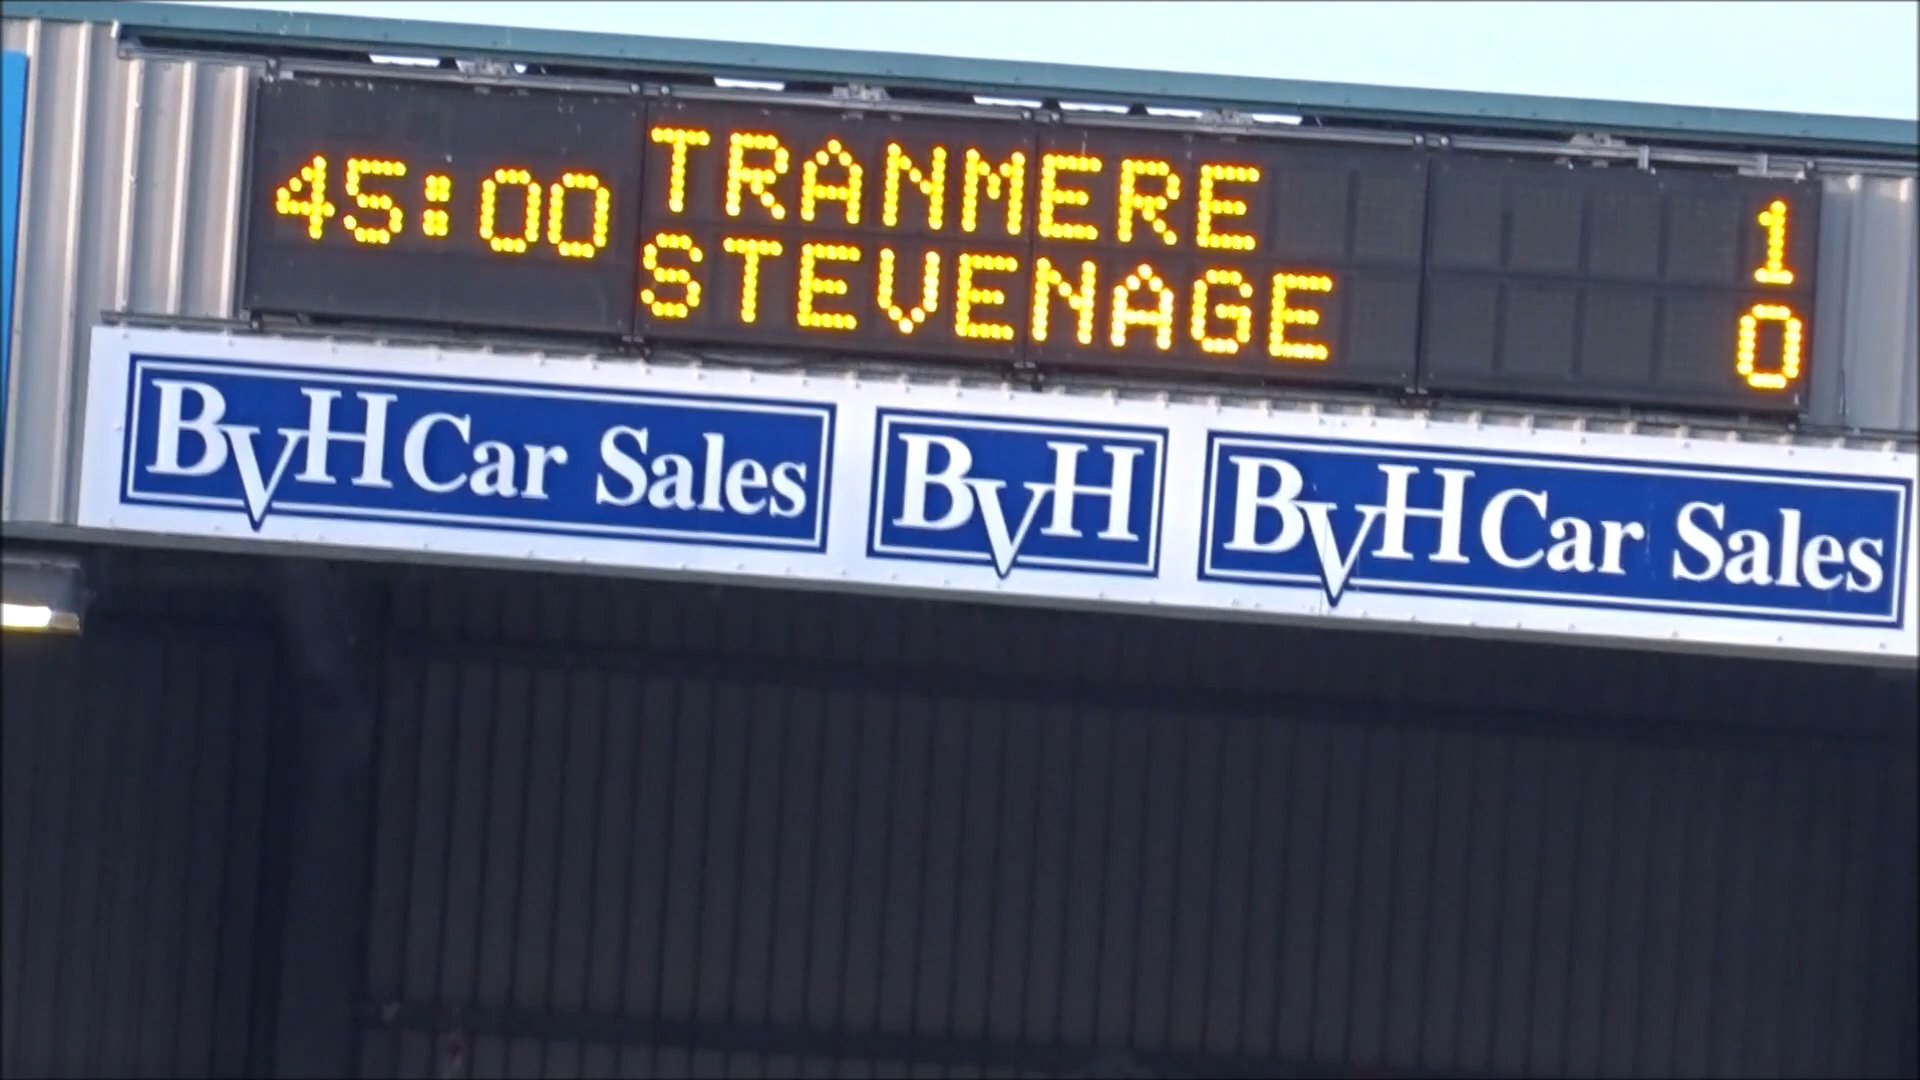 45:00
TRANMERE 1
STEVENAGE 0
BVH Car Sales
BVH
BVH Car Sales